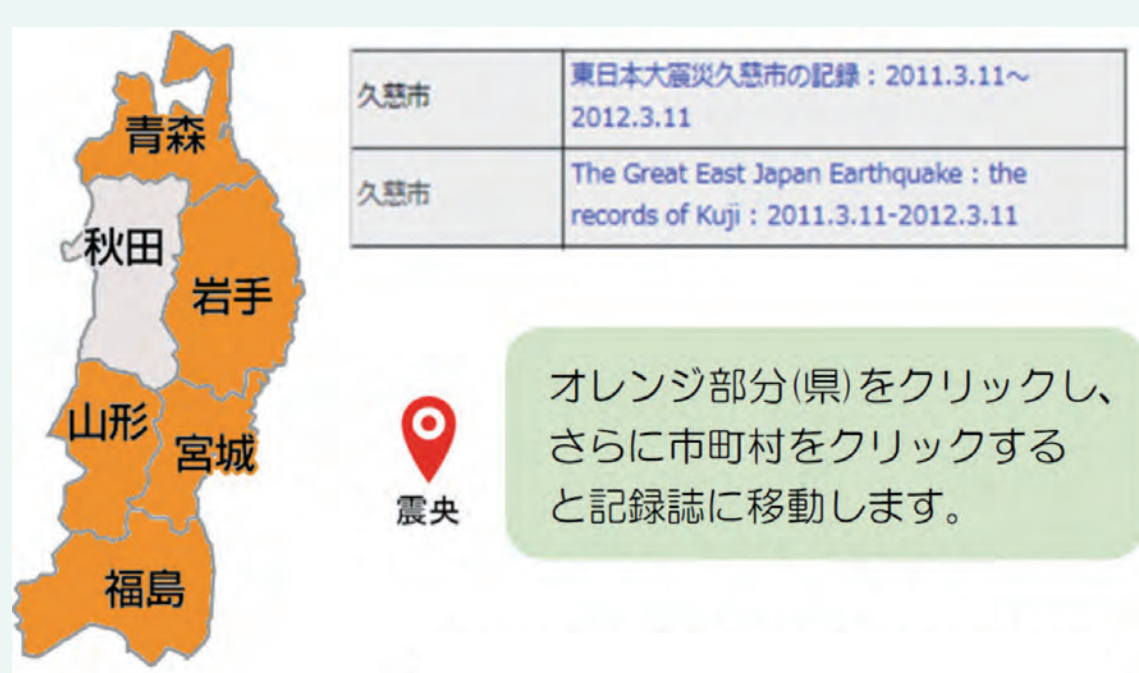 青森
秋田
岩手
山形
宮城
福島
久慈市
東日本大震災久慈市の記録：2011.3.11～
2012.3.11
久慈市
The Great East Japan Earthquake : the
records of Kuji : 2011.3.11-2012.3.11
震央
オレンジ部分(県)をクリックし、
さらに市町村をクリックする
と記録誌に移動します。